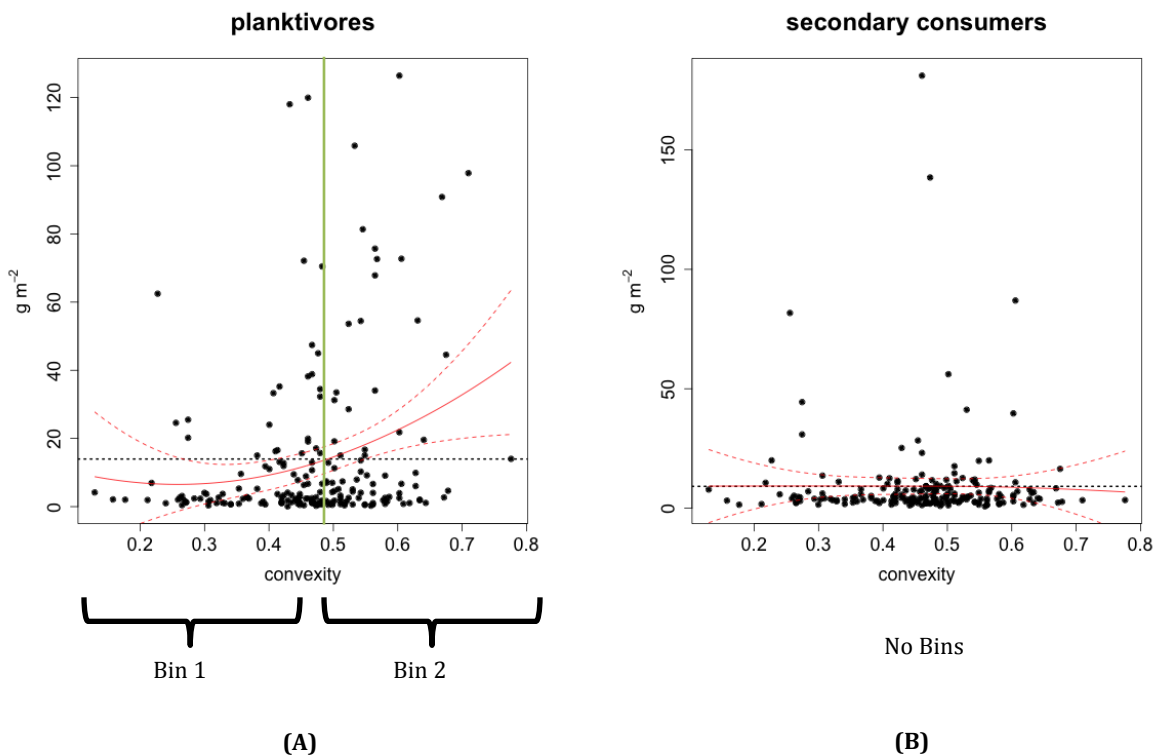 planktivores
g m⁻²
0
20
40
60
80
100
120
0.2 0.3 0.4 0.5 0.6 0.7 0.8
convexity
Bin 1
Bin 2
(A)
secondary consumers
g m⁻²
0
50
100
150
0.2 0.3 0.4 0.5 0.6 0.7 0.8
convexity
No Bins
(B)